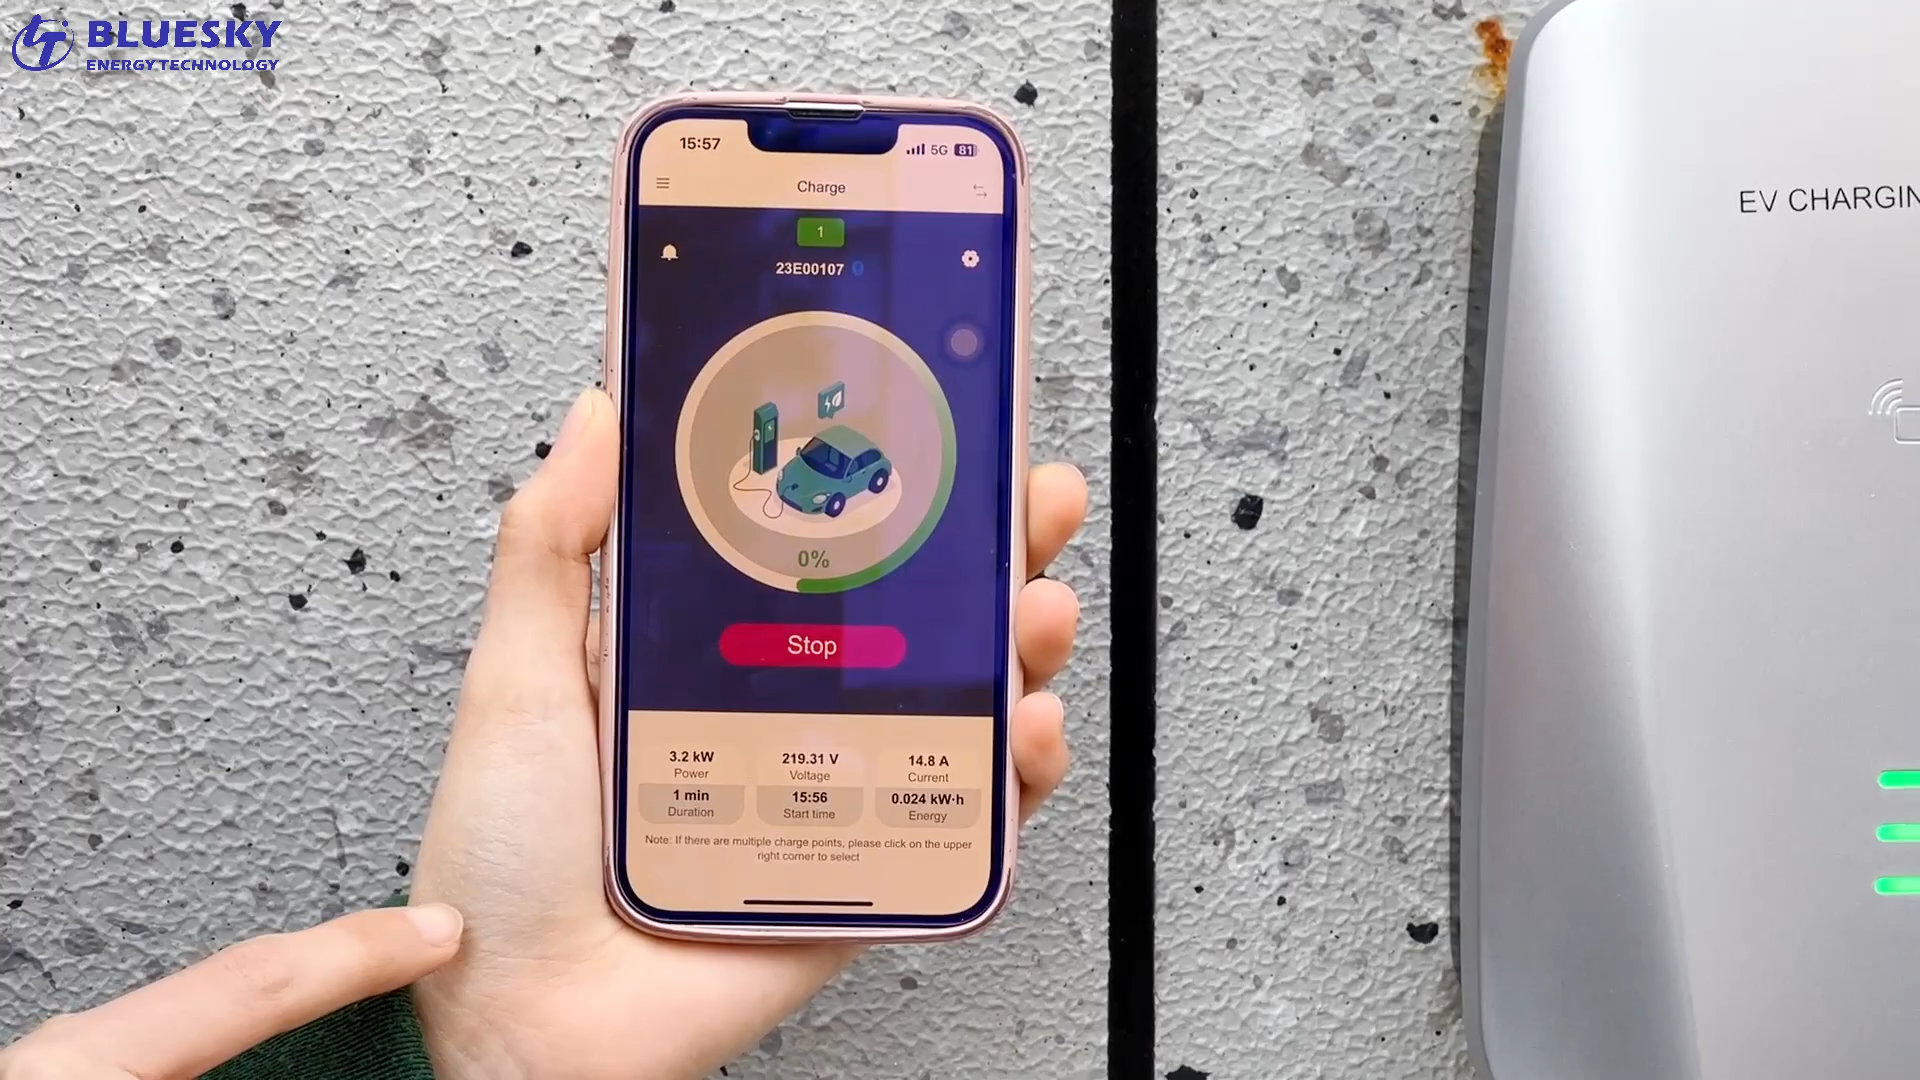 BLUESKY
ENERGY TECHNOLOGY
15:57
5G 81
Charge
1
23E00107
0%
Stop
3.2 kW
Power
219.31 V
Voltage
14.8 A
Current
1 min
Duration
15:56
Start time
0.024 kW·h
Energy
Note: If there are multiple charge points, please click on the upper
right corner to select
EV CHARGIN